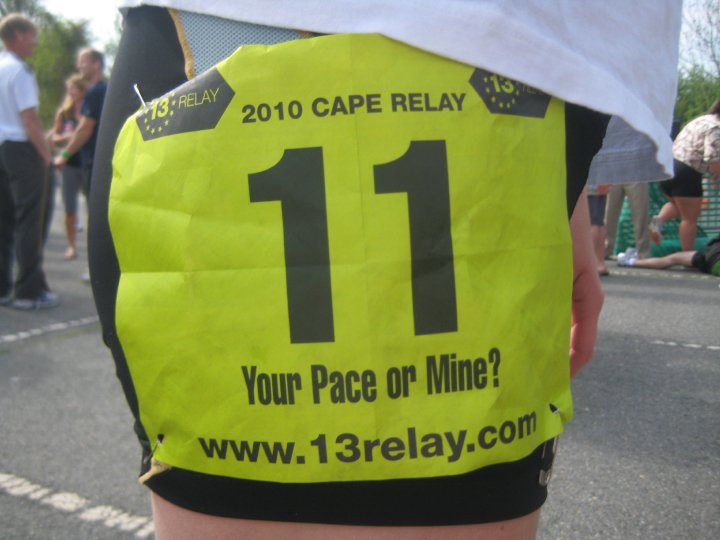 13 RELAY
2010 CAPE RELAY
13
11
Your Pace or Mine?
www.13relay.com